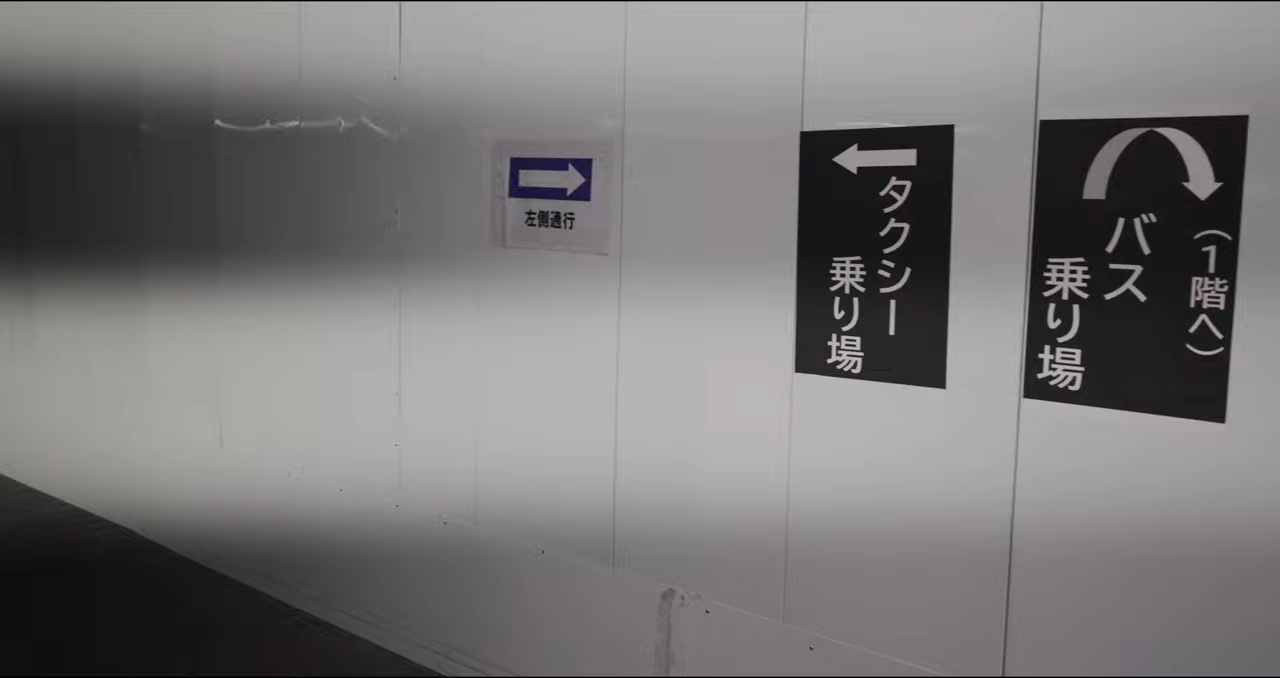 左側通行
タクシー
乗り場
(1階へ)
バス
乗り場